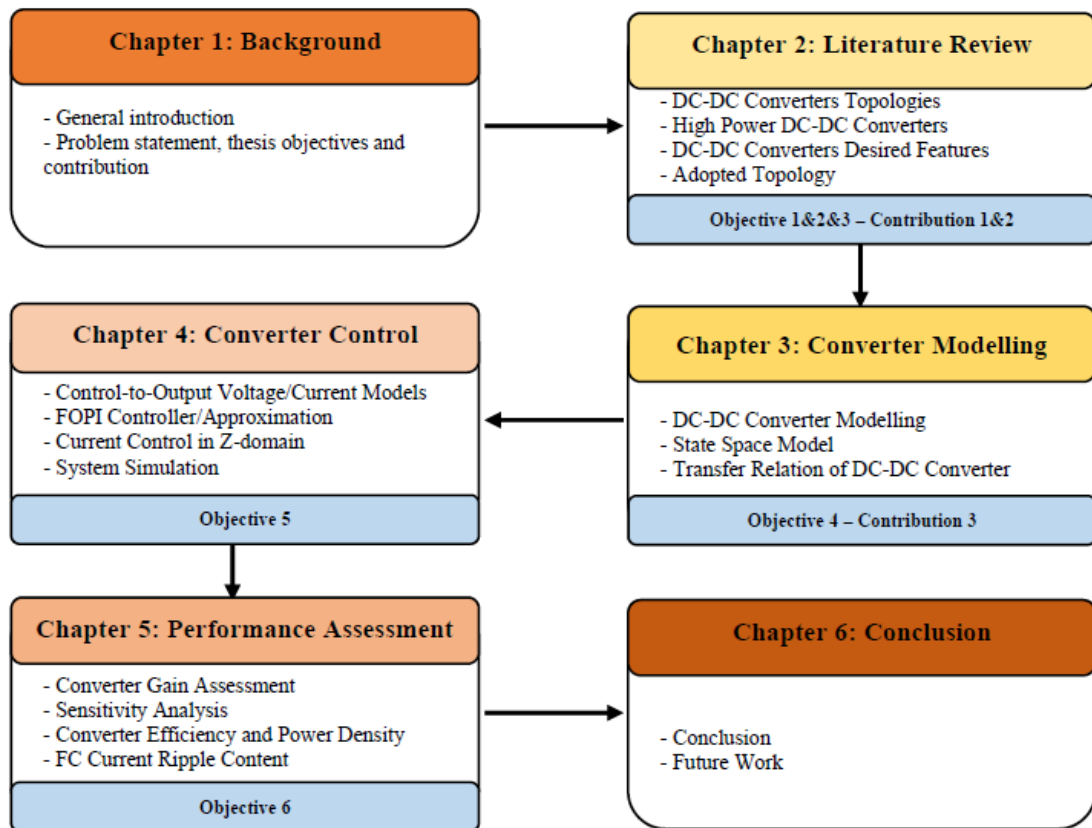 Chapter 1: Background
- General introduction
- Problem statement, thesis objectives and
contribution
Chapter 2: Literature Review
- DC-DC Converters Topologies
- High Power DC-DC Converters
- DC-DC Converters Desired Features
- Adopted Topology
Objective 1&2&3 – Contribution 1&2
Chapter 3: Converter Modelling
- DC-DC Converter Modelling
- State Space Model
- Transfer Relation of DC-DC Converter
Objective 4 – Contribution 3
Chapter 4: Converter Control
- Control-to-Output Voltage/Current Models
- FOPI Controller/Approximation
- Current Control in Z-domain
- System Simulation
Objective 5
Chapter 5: Performance Assessment
- Converter Gain Assessment
- Sensitivity Analysis
- Converter Efficiency and Power Density
- FC Current Ripple Content
Objective 6
Chapter 6: Conclusion
- Conclusion
- Future Work